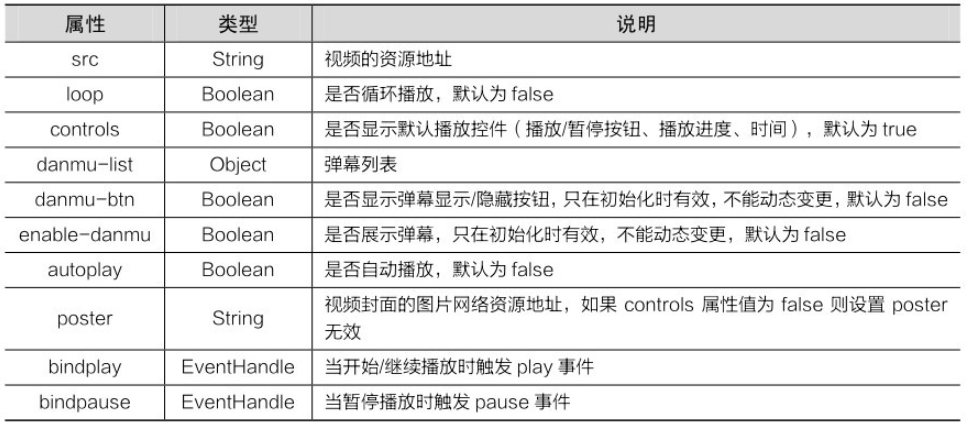 属性 类型 说明
src String 视频的资源地址
loop Boolean 是否循环播放，默认为 false
controls Boolean 是否显示默认播放控件（播放/暂停按钮、播放进度、时间），默认为 true
danmu-list Object 弹幕列表
danmu-btn Boolean 是否显示弹幕显示/隐藏按钮，只在初始化时有效，不能动态变更，默认为 false
enable-danmu Boolean 是否展示弹幕，只在初始化时有效，不能动态变更，默认为 false
autoplay Boolean 是否自动播放，默认为 false
poster String 视频封面的图片网络资源地址，如果 controls 属性值为 false 则设置 poster
无效
bindplay EventHandle 当开始/继续播放时触发 play 事件
bindpause EventHandle 当暂停播放时触发 pause 事件